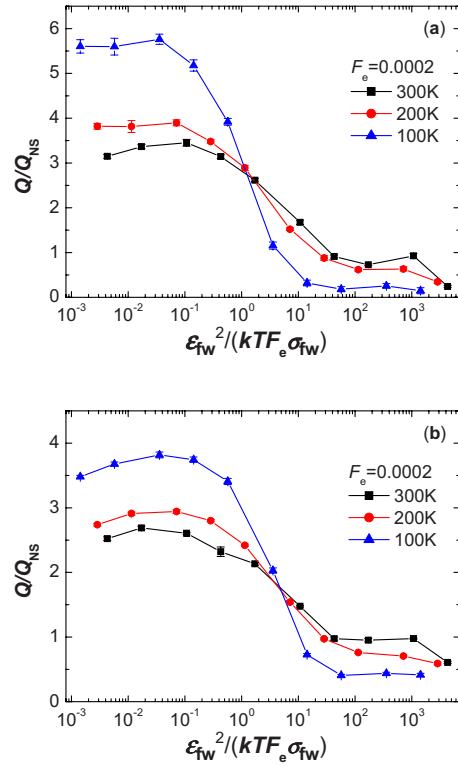 (a)
F_e=0.0002
300K
200K
100K
Q/Q_NS
6
5
4
3
2
1
0
10^-3 10^-2 10^-1 10^0 10^1 10^2 10^3
ε_fw^2/(kTF_eσ_fw)
(b)
F_e=0.0002
300K
200K
100K
Q/Q_NS
4
3
2
1
0
10^-3 10^-2 10^-1 10^0 10^1 10^2 10^3
ε_fw^2/(kTF_eσ_fw)